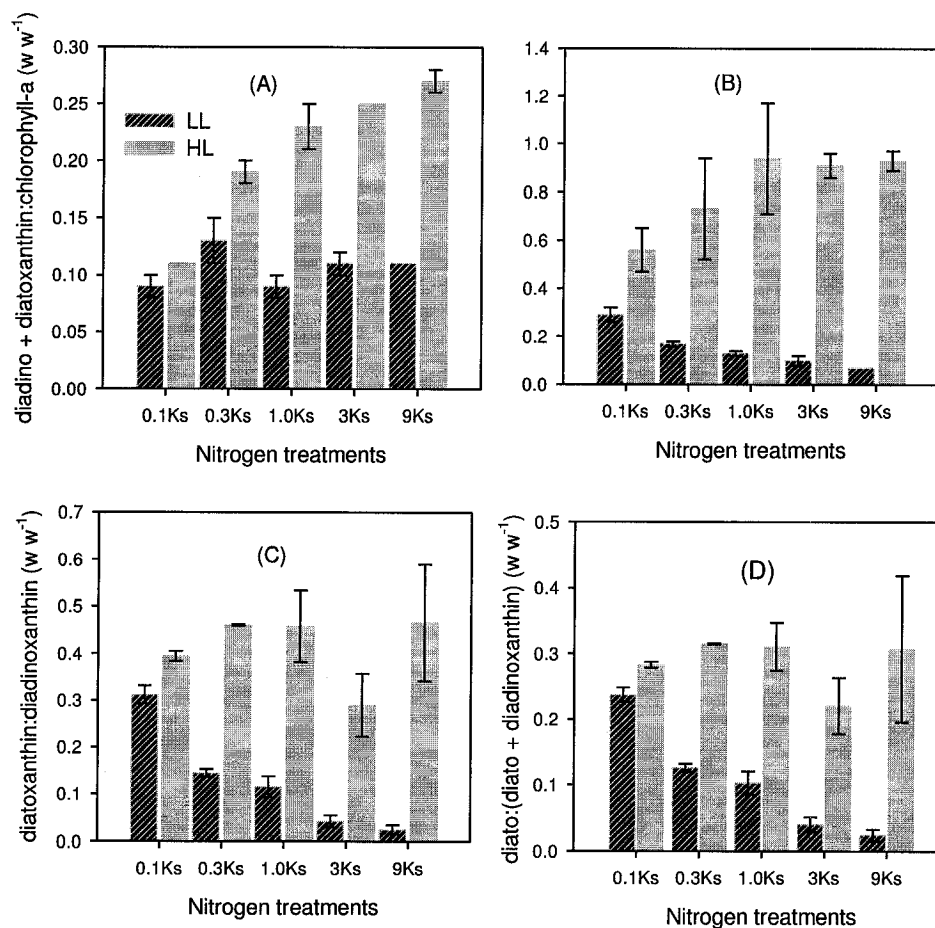 diadino + diatoxanthin:chlorophyll-a (w w⁻¹)
0.30
0.25
0.20
0.15
0.10
0.05
0.00
(A)
LL
HL
0.1Ks 0.3Ks 1.0Ks 3Ks 9Ks
Nitrogen treatments
1.4
1.2
1.0
0.8
0.6
0.4
0.2
0.0
(B)
0.1Ks 0.3Ks 1.0Ks 3Ks 9Ks
Nitrogen treatments
diatoxanthin:diadinoxanthin (w w⁻¹)
0.7
0.6
0.5
0.4
0.3
0.2
0.1
0.0
(C)
0.1Ks 0.3Ks 1.0Ks 3Ks 9Ks
Nitrogen treatments
diato:(diato + diadinoxanthin) (w w⁻¹)
0.5
0.4
0.3
0.2
0.1
0.0
(D)
0.1Ks 0.3Ks 1.0Ks 3Ks 9Ks
Nitrogen treatments